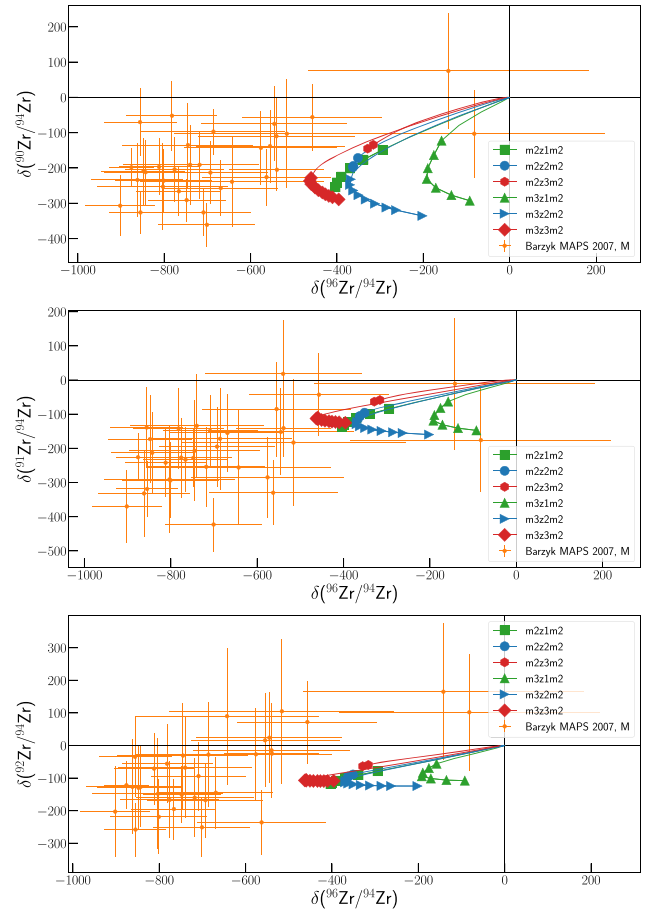 200
100
0
−100
−200
−300
−400
δ(⁹⁰Zr/⁹⁴Zr)
−1000 −800 −600 −400 −200 0 200
δ(⁹⁶Zr/⁹⁴Zr)
m2z1m2
m2z2m2
m2z3m2
m3z1m2
m3z2m2
m3z3m2
Barzyk MAPS 2007, M
200
100
0
−100
−200
−300
−400
−500
δ(⁹¹Zr/⁹⁴Zr)
−1000 −800 −600 −400 −200 0 200
δ(⁹⁶Zr/⁹⁴Zr)
m2z1m2
m2z2m2
m2z3m2
m3z1m2
m3z2m2
m3z3m2
Barzyk MAPS 2007, M
300
200
100
0
−100
−200
−300
δ(⁹²Zr/⁹⁴Zr)
−1000 −800 −600 −400 −200 0 200
δ(⁹⁶Zr/⁹⁴Zr)
m2z1m2
m2z2m2
m2z3m2
m3z1m2
m3z2m2
m3z3m2
Barzyk MAPS 2007, M